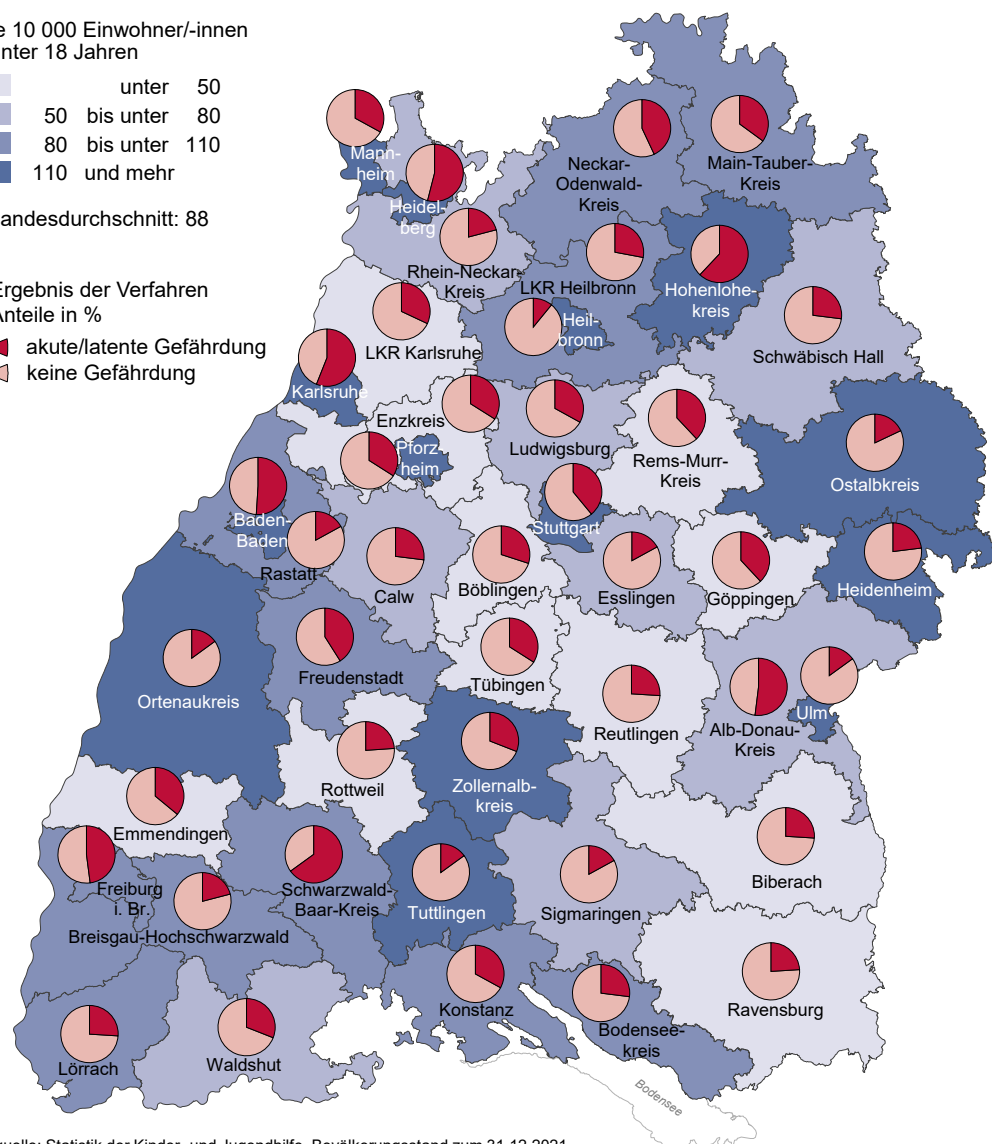 e 10 000 Einwohner/-innen
nter 18 Jahren
unter 50
50 bis unter 80
80 bis unter 110
110 und mehr
andesdurchschnitt: 88
Ergebnis der Verfahren
Anteile in %
akute/latente Gefährdung
keine Gefährdung
Mann-
heim
Heidel-
berg
Neckar-
Odenwald-
Kreis
Main-Tauber-
Kreis
Rhein-Neckar-
Kreis
LKR Heilbronn
Hohenlohe-
kreis
Heil-
bronn
LKR Karlsruhe
Schwäbisch Hall
Karlsruhe
Enzkreis
Pforz-
heim
Ludwigsburg
Rems-Murr-
Kreis
Ostalbkreis
Baden-
Baden
Stuttgart
Rastatt
Calw
Böblingen
Esslingen
Göppingen
Heidenheim
Ortenaukreis
Freudenstadt
Tübingen
Reutlingen
Alb-Donau-
Kreis
Ulm
Rottweil
Zollernalb-
kreis
Emmendingen
Freiburg
i. Br.
Schwarzwald-
Baar-Kreis
Tuttlingen
Sigmaringen
Biberach
Breisgau-Hochschwarzwald
Konstanz
Bodensee-
kreis
Ravensburg
Lörrach
Waldshut
Bodensee